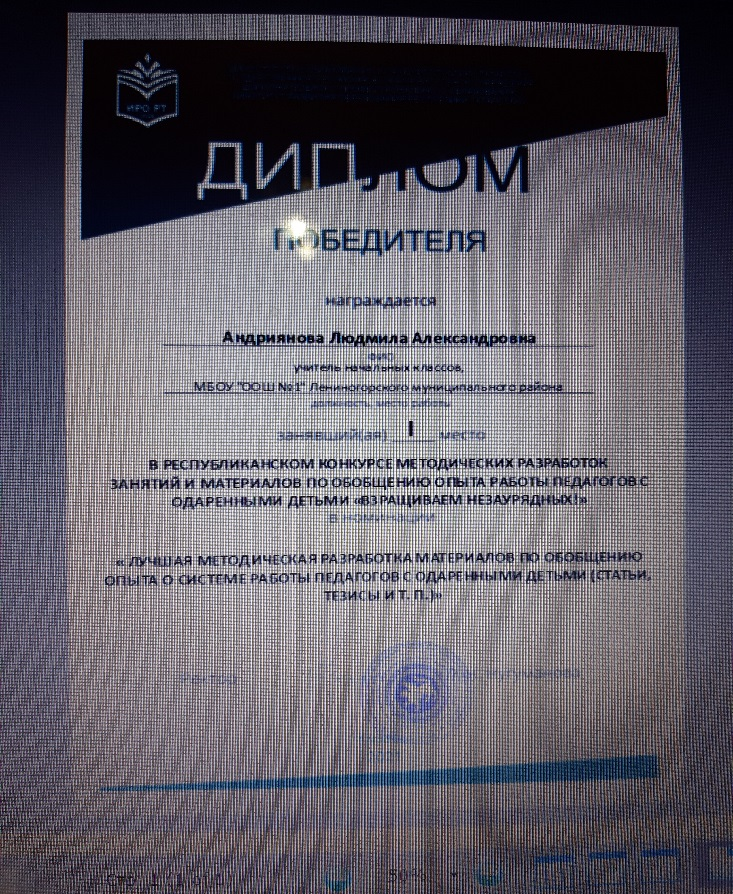 ИРО РТ
ДИПЛОМ
ПОБЕДИТЕЛЯ
награждается
Андриянова Людмила Александровна
фио
учитель начальных классов,
МБОУ "ООШ №1" Лениногорского муниципального района
должность, место работы
занявший(ая) I место
В РЕСПУБЛИКАНСКОМ КОНКУРСЕ МЕТОДИЧЕСКИХ РАЗРАБОТОК
ЗАНЯТИЙ И МАТЕРИАЛОВ ПО ОБОБЩЕНИЮ ОПЫТА РАБОТЫ ПЕДАГОГОВ С
ОДАРЕННЫМИ ДЕТЬМИ «ВЗРАЩИВАЕМ НЕЗАУРЯДНЫХ!»
в номинации
« ЛУЧШАЯ МЕТОДИЧЕСКАЯ РАЗРАБОТКА МАТЕРИАЛОВ ПО ОБОБЩЕНИЮ
ОПЫТА О СИСТЕМЕ РАБОТЫ ПЕДАГОГОВ С ОДАРЕННЫМИ ДЕТЬМИ (СТАТЬИ,
ТЕЗИСЫ И Т. П.)»
50%